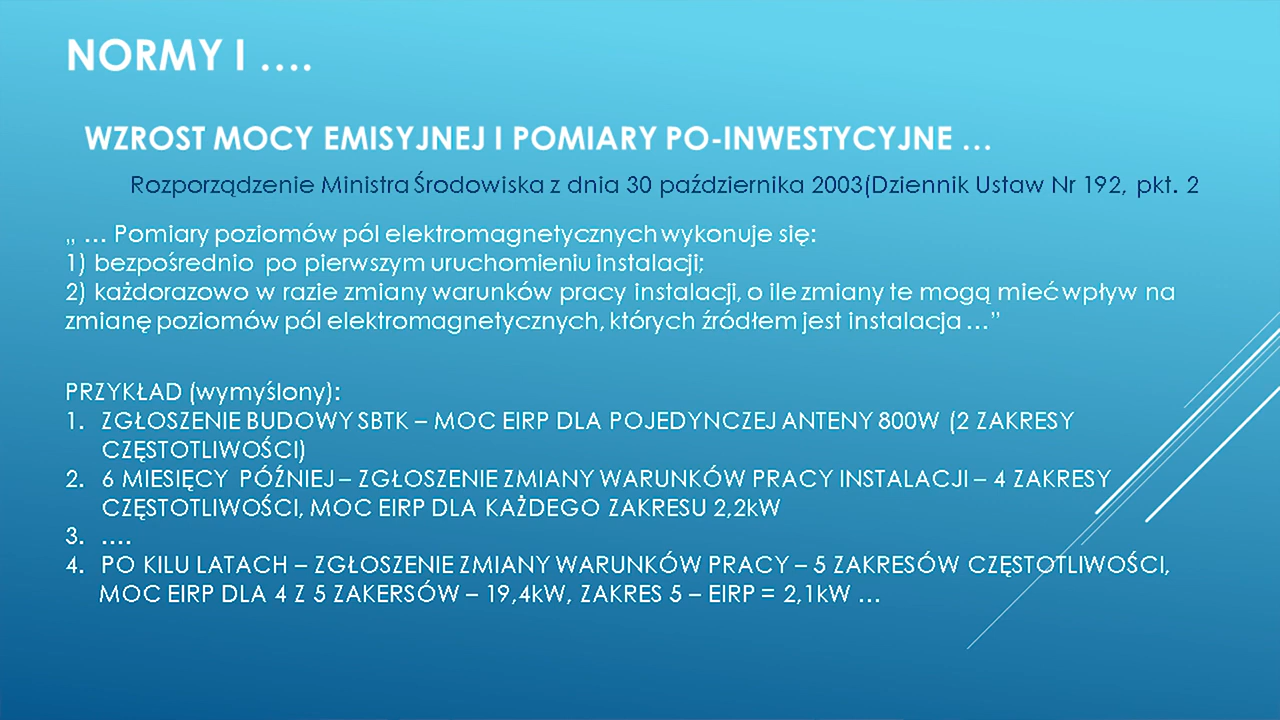 NORMY I ....
WZROST MOCY EMISYJNEJ I POMIARY PO-INWESTYCYJNE ...
Rozporządzenie Ministra Środowiska z dnia 30 października 2003(Dziennik Ustaw Nr 192, pkt. 2
„ ... Pomiary poziomów pól elektromagnetycznych wykonuje się:
1) bezpośrednio po pierwszym uruchomieniu instalacji;
2) każdorazowo w razie zmiany warunków pracy instalacji, o ile zmiany te mogą mieć wpływ na
zmianę poziomów pól elektromagnetycznych, których źródłem jest instalacja ...”
PRZYKŁAD (wymyślony):
1. ZGŁOSZENIE BUDOWY SBTK – MOC EIRP DLA POJEDYNCZEJ ANTENY 800W (2 ZAKRESY
CZĘSTOTLIWOŚCI)
2. 6 MIESIĘCY PÓŹNIEJ – ZGŁOSZENIE ZMIANY WARUNKÓW PRACY INSTALACJI – 4 ZAKRESY
CZĘSTOTLIWOŚCI, MOC EIRP DLA KAŻDEGO ZAKRESU 2,2kW
3. ....
4. PO KILU LATACH – ZGŁOSZENIE ZMIANY WARUNKÓW PRACY – 5 ZAKRESÓW CZĘSTOTLIWOŚCI,
MOC EIRP DLA 4 Z 5 ZAKERSÓW – 19,4kW, ZAKRES 5 – EIRP = 2,1kW ...